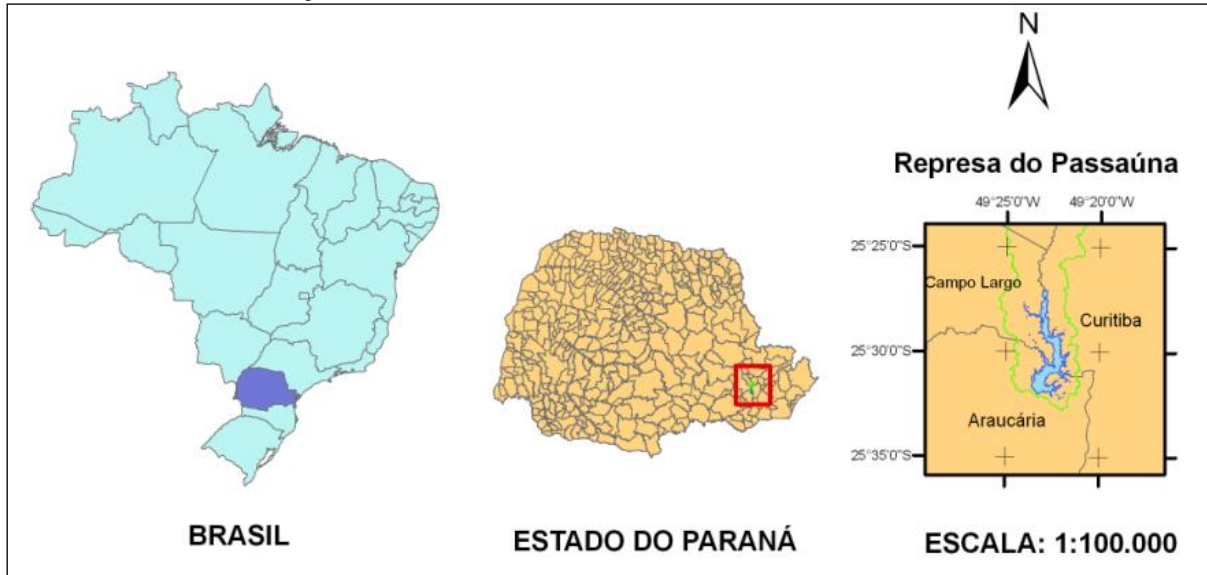 N
Represa do Passaúna
49°25'0"W 49°20'0"W
25°25'0"S
Campo Largo
Curitiba
25°30'0"S
Araucária
25°35'0"S
BRASIL
ESTADO DO PARANÁ
ESCALA: 1:100.000